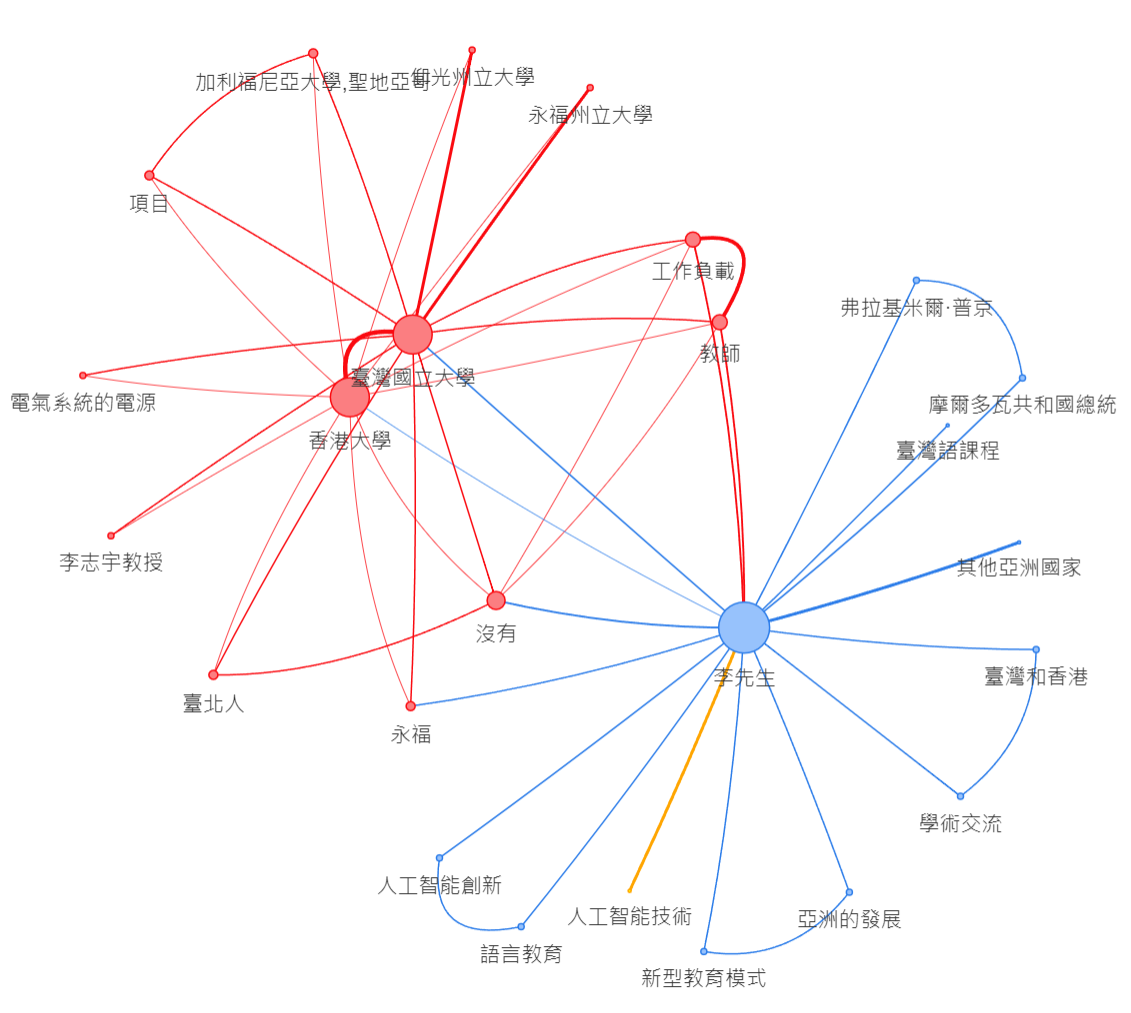 加利福尼亞大學,聖地亞哥
州立大學
永福州立大學
項目
工作負載
弗拉基米爾·普京
教師
臺灣國立大學
電氣系統的電源
摩爾多瓦共和國總統
香港大學
臺灣語課程
李志宇教授
其他亞洲國家
沒有
李先生
臺灣和香港
臺北人
永福
學術交流
人工智能創新
人工智能技術
亞洲的發展
語言教育
新型教育模式